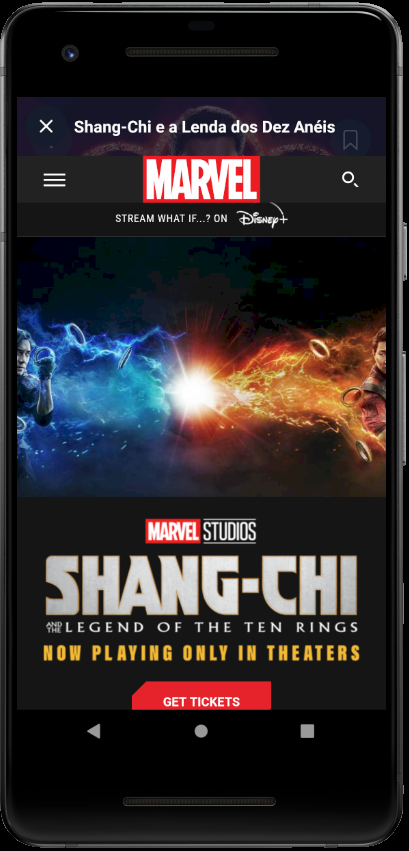 Shang-Chi e a Lenda dos Dez Anéis
MARVEL
STREAM WHAT IF...? ON Disney+
MARVEL STUDIOS
SHANG-CHI
AND THE LEGEND OF THE TEN RINGS
NOW PLAYING ONLY IN THEATERS
GET TICKETS